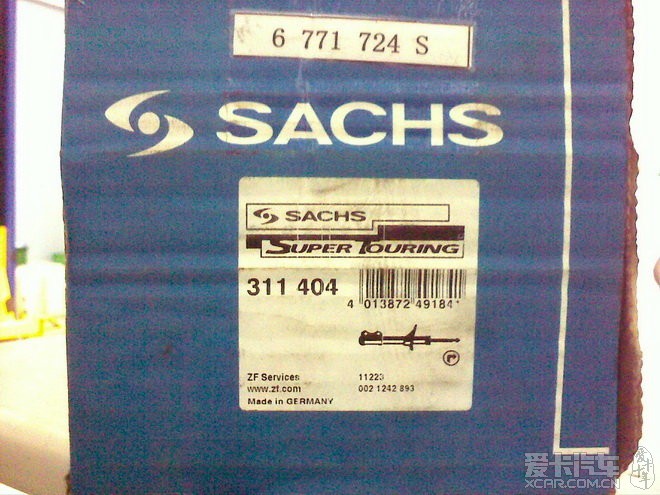 6 771 724 S
SACHS
SACHS
SUPER TOURING
311 404
4 013872 49184
ZF Services
www.zf.com
Made in GERMANY
11223
002 1242 893
爱卡汽车
XCAR.COM.CN